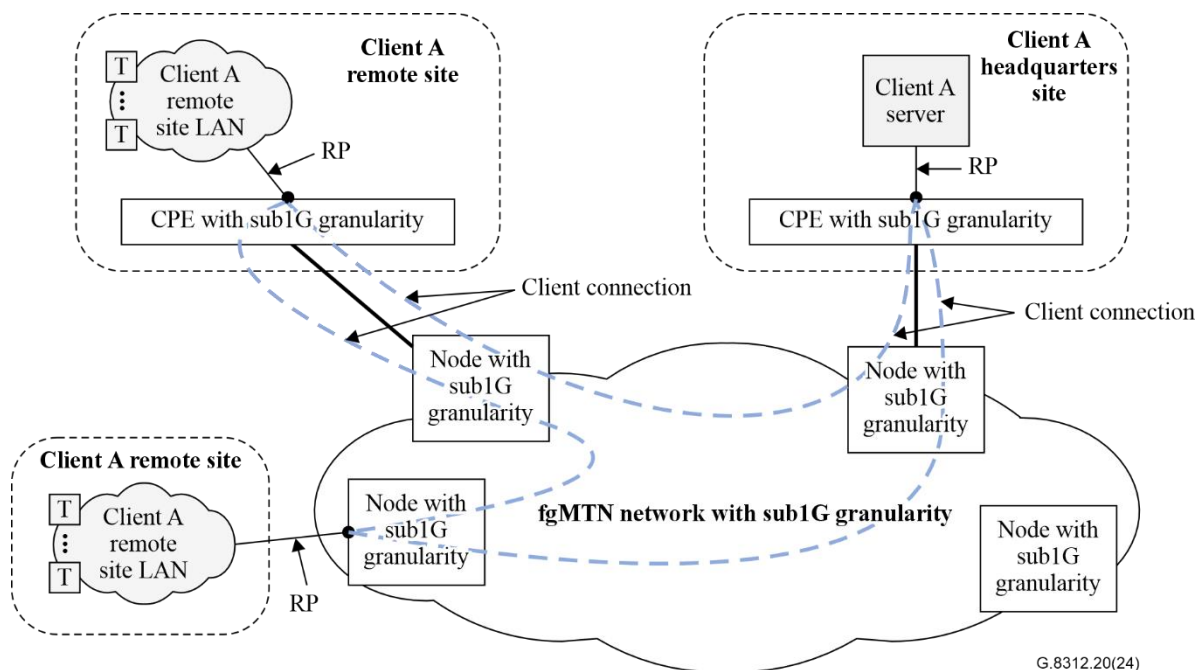 Client A
remote site
T
T
Client A
remote
site LAN
RP
CPE with sub1G granularity
Client A
headquarters
site
Client A
server
RP
CPE with sub1G granularity
Client connection
Client connection
Node with
sub1G
granularity
Node with
sub1G
granularity
Client A remote site
T
T
Client A
remote
site LAN
RP
Node with
sub1G
granularity
fgMTN network with sub1G granularity
Node with
sub1G
granularity
G.8312.20(24)